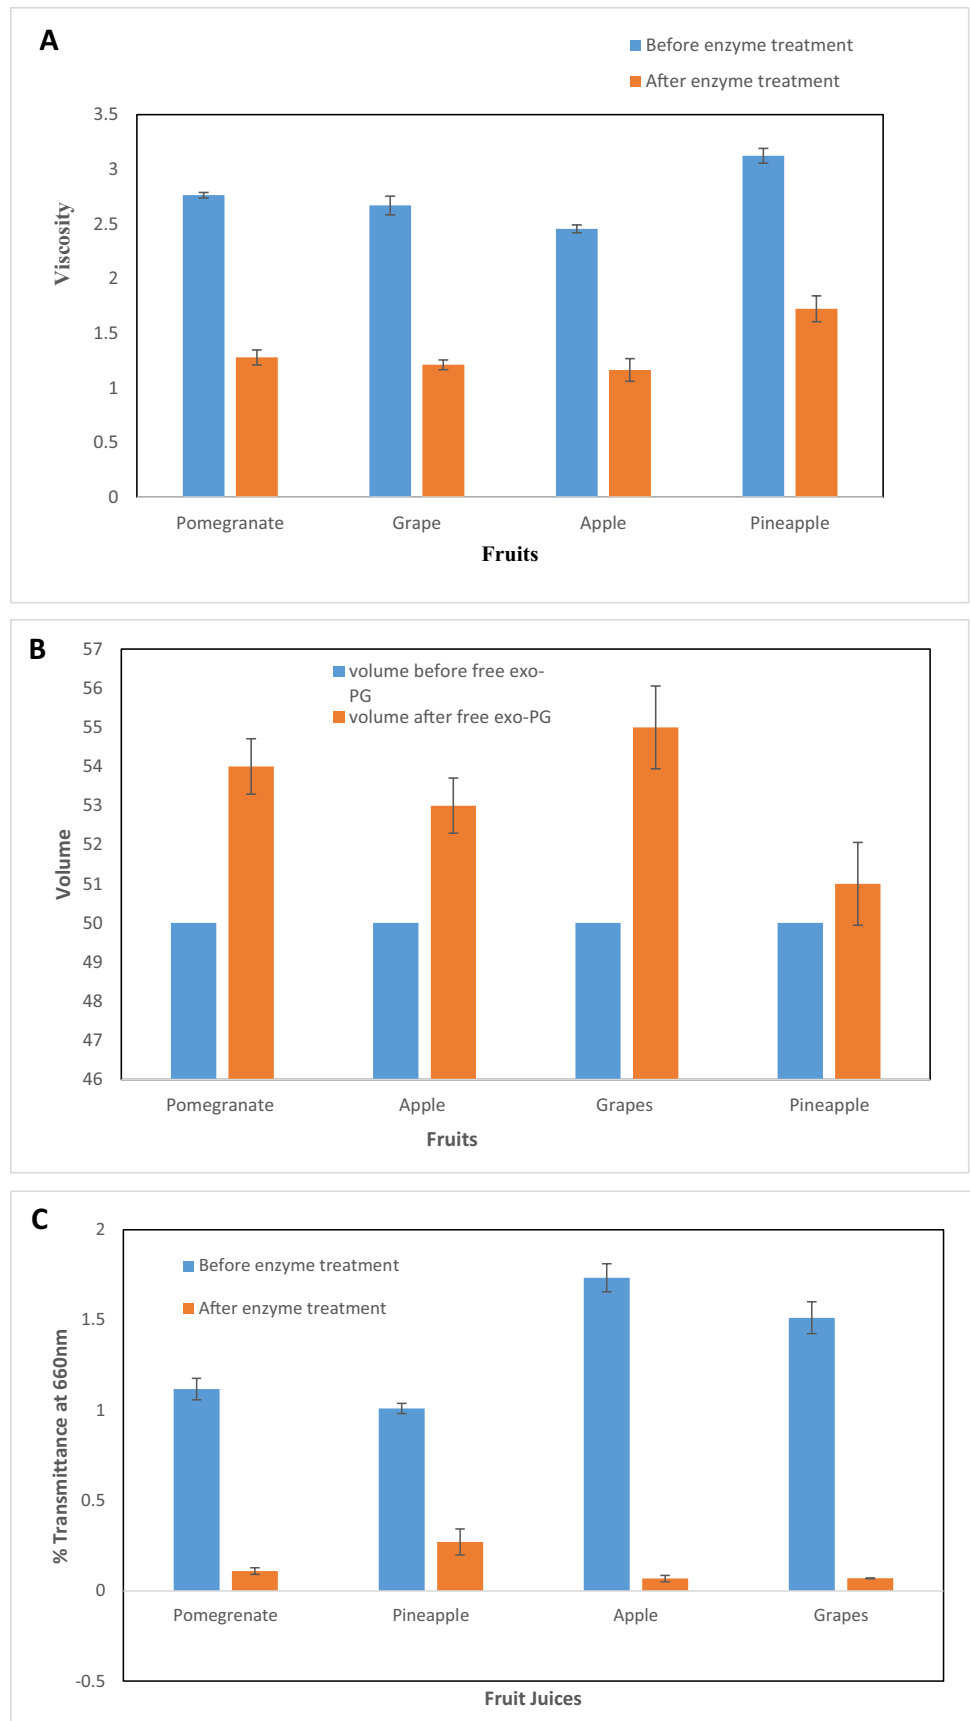 A
Before enzyme treatment
After enzyme treatment
3.5
3
2.5
2
1.5
1
0.5
0
Viscosity
Pomegranate Grape Apple Pineapple
Fruits
B
volume before free exo-
PG
volume after free exo-PG
57
56
55
54
53
52
51
50
49
48
47
46
Volume
Pomegranate Apple Grapes Pineapple
Fruits
C
Before enzyme treatment
After enzyme treatment
2
1.5
1
0.5
0
-0.5
% Transmittance at 660nm
Pomegrenate Pineapple Apple Grapes
Fruit Juices